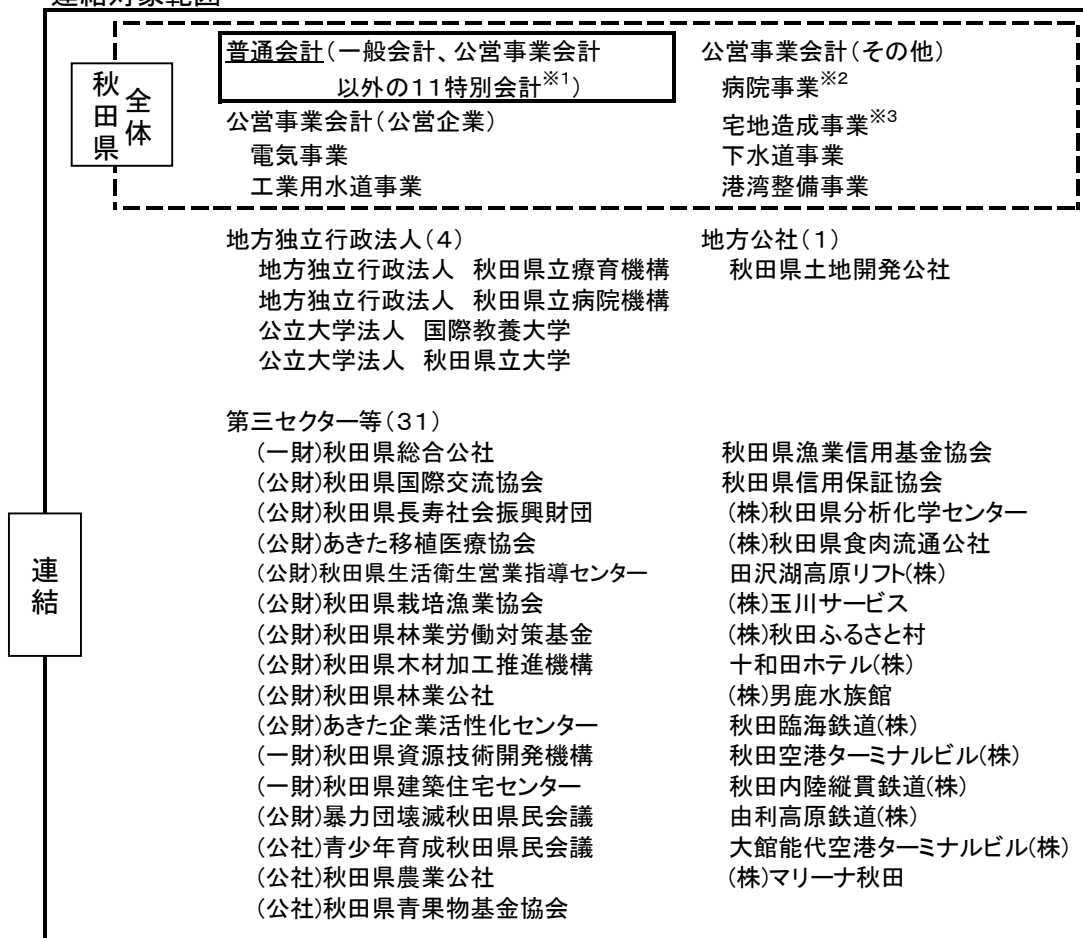 連結対象範囲
秋田県全体
普通会計(一般会計、公営事業会計
以外の11特別会計※1)
公営事業会計(公営企業)
電気事業
工業用水道事業
公営事業会計(その他)
病院事業※2
宅地造成事業※3
下水道事業
港湾整備事業
地方独立行政法人(4)
地方独立行政法人 秋田県立療育機構
地方独立行政法人 秋田県立病院機構
公立大学法人 国際教養大学
公立大学法人 秋田県立大学
地方公社(1)
秋田県土地開発公社
連結
第三セクター等(31)
(一財)秋田県総合公社
(公財)秋田県国際交流協会
(公財)秋田県長寿社会振興財団
(公財)あきた移植医療協会
(公財)秋田県生活衛生営業指導センター
(公財)秋田県栽培漁業協会
(公財)秋田県林業労働対策基金
(公財)秋田県木材加工推進機構
(公財)秋田県林業公社
(公財)あきた企業活性化センター
(一財)秋田県資源技術開発機構
(一財)秋田県建築住宅センター
(公財)暴力団壊滅秋田県民会議
(公社)青少年育成秋田県民会議
(公社)秋田県農業公社
(公社)秋田県青果物基金協会
秋田県漁業信用基金協会
秋田県信用保証協会
(株)秋田県分析化学センター
(株)秋田県食肉流通公社
田沢湖高原リフト(株)
(株)玉川サービス
(株)秋田ふるさと村
十和田ホテル(株)
(株)男鹿水族館
秋田臨海鉄道(株)
秋田空港ターミナルビル(株)
秋田内陸縦貫鉄道(株)
由利高原鉄道(株)
大館能代空港ターミナルビル(株)
(株)マリーナ秋田